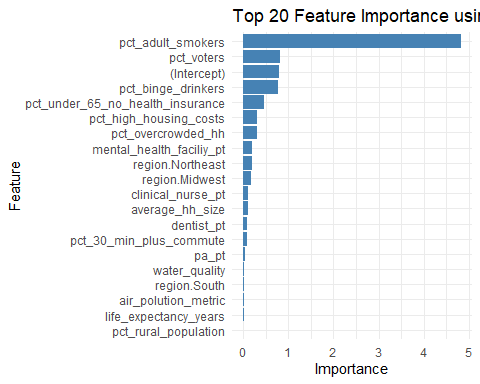 Top 20 Feature Importance usin
pct_adult_smokers
pct_voters
(Intercept)
pct_binge_drinkers
pct_under_65_no_health_insurance
pct_high_housing_costs
pct_overcrowded_hh
mental_health_faciliy_pt
region.Northeast
region.Midwest
clinical_nurse_pt
average_hh_size
dentist_pt
pct_30_min_plus_commute
pa_pt
water_quality
region.South
air_polution_metric
life_expectancy_years
pct_rural_population
Feature
0 1 2 3 4 5
Importance